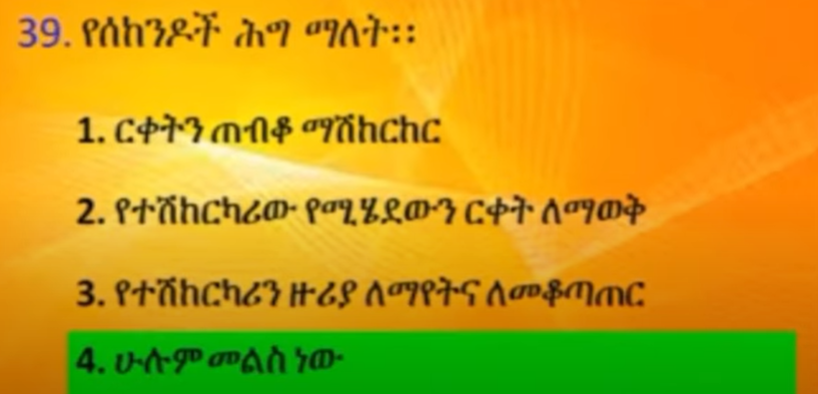 39. የሰከንዶች ሕግ ማለት፡፡
1. ርቀትን ጠብቆ ማሽከርከር
2. የተሽከርካሪው የሚሄደውን ርቀት ለማወቅ
3. የተሽከርካሪን ዙሪያ ለማየትና ለመቆጣጠር
4. ሁሉም መልስ ነው